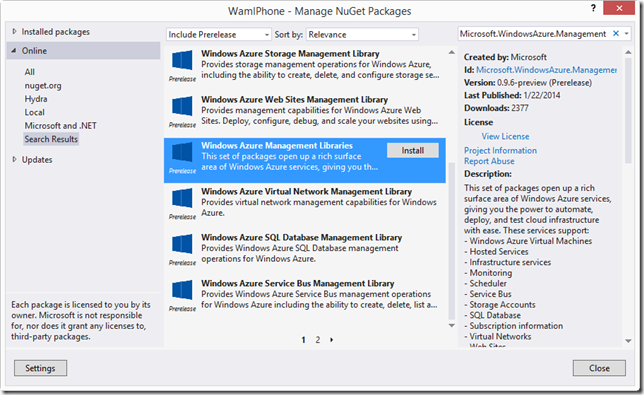 WamIPhone - Manage NuGet Packages
?
Installed packages
Online
All
nuget.org
Hydra
Local
Microsoft and .NET
Search Results
Updates
Each package is licensed to you by its
owner. Microsoft is not responsible
for, nor does it grant any licenses to,
third-party packages.
Include Prerelease
Sort by: Relevance
Windows Azure Storage Management Library
Provides storage management operations for Windows Azure,
including the ability to create, delete, and configure storage se...
Prerelease
Windows Azure Web Sites Management Library
Provides management capabilities for Windows Azure Web
Sites. Deploy, configure, debug, and scale your websites using...
Prerelease
Windows Azure Management Libraries
This set of packages open up a rich surface
area of Windows Azure services, giving you th...
Prerelease
Install
Windows Azure Virtual Network Management Library
Provides virtual network management capabilities for Windows
Azure.
Prerelease
Windows Azure SQL Database Management Library
Provides Windows Azure SQL Database management
operations for Windows Azure.
Prerelease
Windows Azure Service Bus Management Library
Provides Windows Azure Service Bus management operations
for Windows Azure including the ability to create, delete, list a...
Prerelease
1 2
Microsoft.WindowsAzure.Management
Created by: Microsoft
Id: Microsoft.WindowsAzure.Managemen
Version: 0.9.6-preview (Prerelease)
Last Published: 1/22/2014
Downloads: 2377
License
View License
Project Information
Report Abuse
Description:
This set of packages open up a rich
surface area of Windows Azure services,
giving you the power to automate,
deploy, and test cloud infrastructure
with ease. These services support:
- Windows Azure Virtual Machines
- Hosted Services
- Infrastructure services
- Monitoring
- Scheduler
- Service Bus
- Storage Accounts
- SQL Database
- Subscription information
- Virtual Networks
- Web Sites
Settings
Close